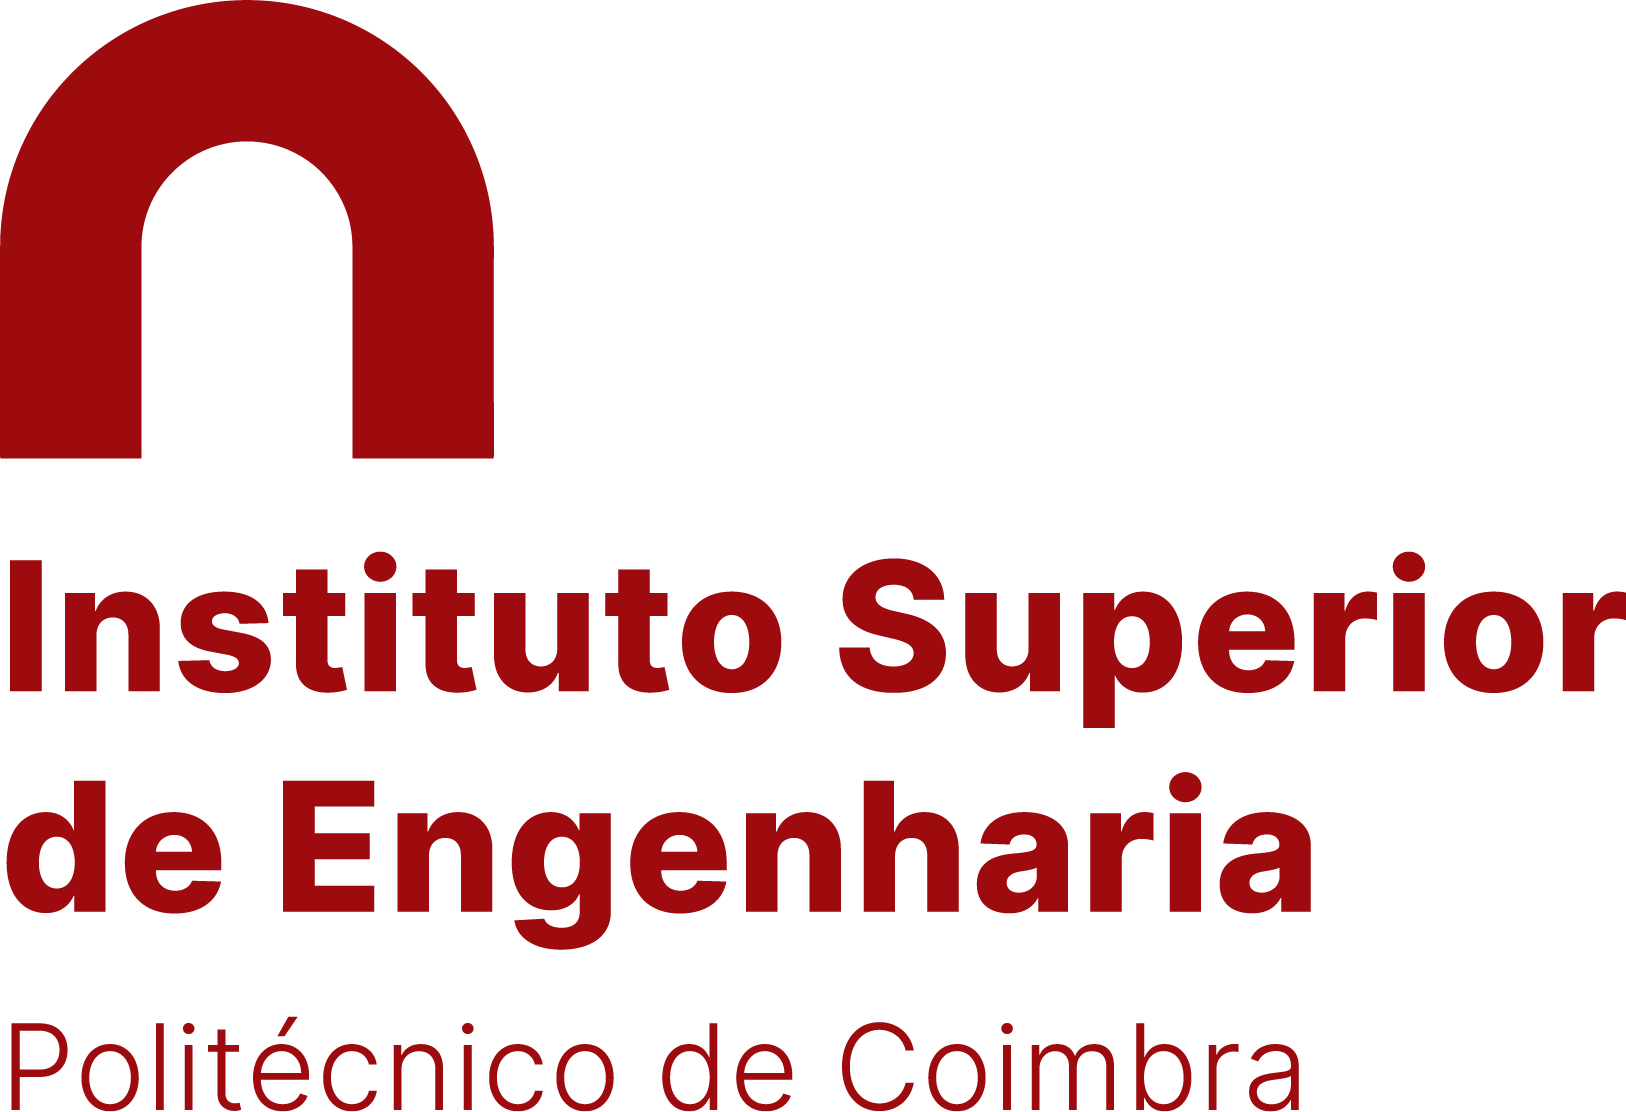 Instituto Superior
de Engenharia
Politécnico de Coimbra